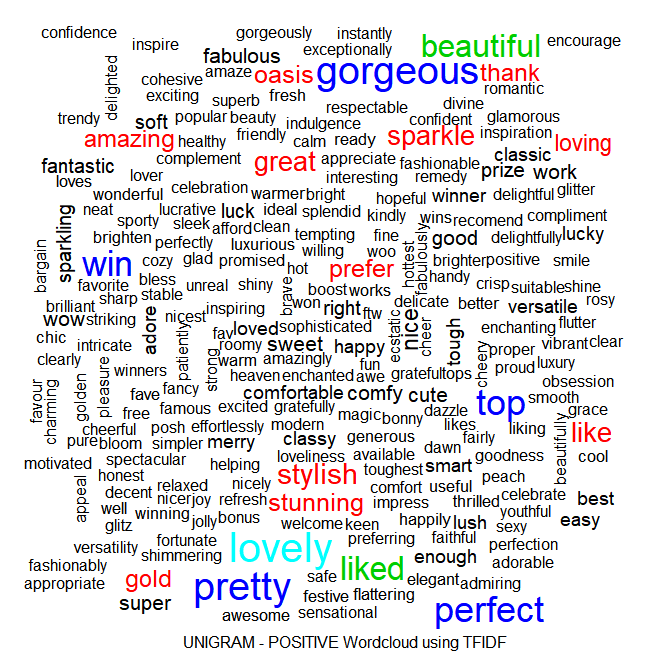 confidence
gorgeously
instantly
beautiful
encourage
inspire
exceptionally
fabulous
delighted
cohesive
amaze
oasis
gorgeous
thank
romantic
exciting
superb
fresh
respectable
divine
trendy
soft
popular
beauty
indulgence
confident
glamorous
amazing
healthy
friendly
calm
ready
sparkle
inspiration
loving
fantastic
complement
great
appreciate
fashionable
classic
loves
lover
interesting
remedy
prize
work
wonderful
celebration
warmer
bright
hopeful
winner
delightful
glitter
neat
lucrative
luck
ideal
splendid
kindly
wins
recomend
compliment
sporty
sleek
afford
clean
sparkling
brighten
perfectly
luxurious
tempting
fine
good
delightfully
lucky
bargain
win
cozy
glad
promised
willing
woo
hottest
fabulously
brighter
positive
smile
favorite
bless
unreal
shiny
hot
prefer
handy
crisp
suitable
shine
brilliant
sharp
stable
brave
boost
works
delicate
better
versatile
rosy
wow
striking
nicest
inspiring
won
right
ftw
nice
enchanting
flutter
chic
intricate
adore
patiently
fav
loved
sophisticated
ecstatic
cheer
tough
proper
vibrant
clear
clearly
strong
roomy
sweet
happy
cheery
proud
luxury
winners
warm
amazingly
fun
grateful
tops
heaven
enchanted
awe
obsession
favour
charming
golden
pleasure
fave
fancy
comfortable
comfy
cute
top
smooth
free
famous
excited
gratefully
magic
bonny
dazzle
grace
cheerful
posh
effortlessly
modern
likes
liking
like
pure
bloom
simpler
merry
classy
generous
fairly
beautifully
cool
motivated
spectacular
helping
loveliness
available
dawn
goodness
honest
stylish
toughest
smart
peach
appeal
decent
relaxed
nicely
comfort
useful
celebrate
best
well
nicer
joy
refresh
stunning
impress
thrilled
youthful
glitz
winning
jolly
bonus
welcome
keen
happily
lush
sexy
easy
versatility
fortunate
lovely
preferring
faithful
perfection
fashionably
shimmering
liked
enough
adorable
appropriate
gold
pretty
safe
elegant
admiring
super
festive
flattering
perfect
awesome
sensational
UNIGRAM - POSITIVE Wordcloud using TFIDF